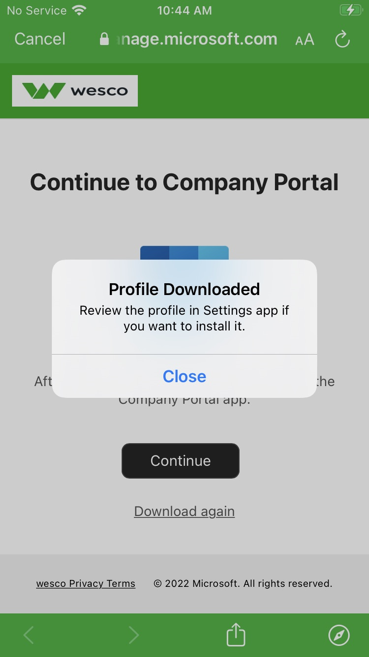 No Service
10:44 AM
Cancel
nage.microsoft.com
AA
wesco
Continue to Company Portal
Profile Downloaded
Review the profile in Settings app if
you want to install it.
Close
Aft
the
Company Portal app.
Continue
Download again
wesco Privacy Terms
© 2022 Microsoft. All rights reserved.